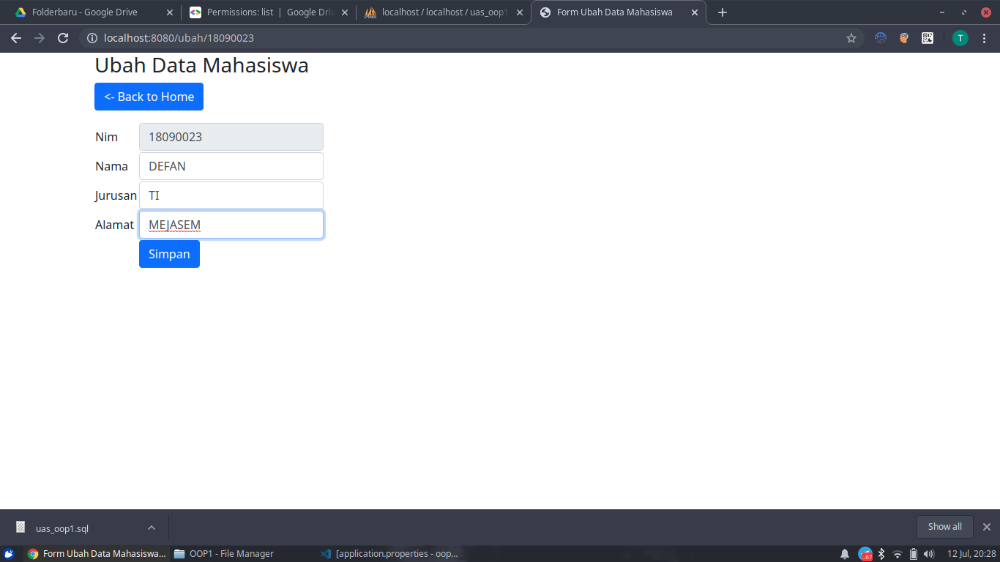 Folderbaru - Google Drive
Permissions: list | Google Driv
localhost / localhost / uas_oop1
Form Ubah Data Mahasiswa
localhost:8080/ubah/18090023
T
Ubah Data Mahasiswa
<- Back to Home
Nim 18090023
Nama DEFAN
Jurusan TI
Alamat MEJASEM
Simpan
uas_oop1.sql
Show all
Form Ubah Data Mahasiswa...
OOP1 - File Manager
[application.properties - oop...
12 Jul, 20:28